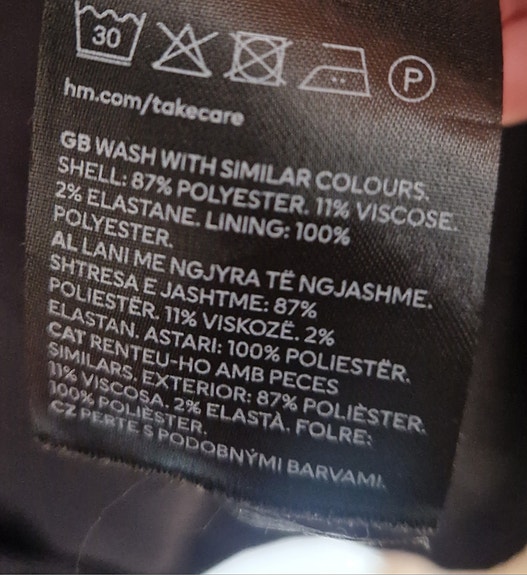 30
P
hm.com/takecare
GB WASH WITH SIMILAR COLOURS.
SHELL: 87% POLYESTER. 11% VISCOSE.
2% ELASTANE. LINING: 100%
POLYESTER.
AL LANI ME NGJYRA TË NGJASHME.
SHTRESA E JASHTME: 87%
POLIESTËR. 11% VISKOZË. 2%
ELASTAN. ASTARI: 100% POLIESTËR.
CAT RENTEU-HO AMB PECES
SIMILARS. EXTERIOR: 87% POLIÈSTER.
11% VISCOSA. 2% ELASTÀ. FOLRE:
100% POLIÈSTER.
CZ PERTE S PODOBNÝMI BARVAMI.